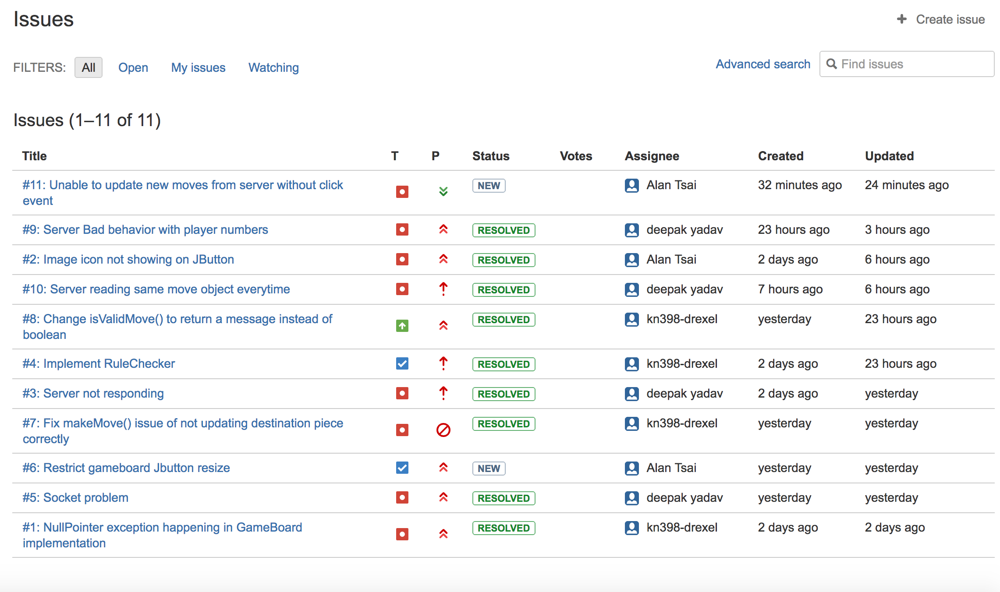 Issues
Create issue
FILTERS: All Open My issues Watching
Advanced search Find issues
Issues (1–11 of 11)
Title T P Status Votes Assignee Created Updated
#11: Unable to update new moves from server without click
event
NEW Alan Tsai 32 minutes ago 24 minutes ago
#9: Server Bad behavior with player numbers RESOLVED deepak yadav 23 hours ago 3 hours ago
#2: Image icon not showing on JButton RESOLVED Alan Tsai 2 days ago 6 hours ago
#10: Server reading same move object everytime RESOLVED deepak yadav 7 hours ago 6 hours ago
#8: Change isValidMove() to return a message instead of
boolean
RESOLVED kn398-drexel yesterday 23 hours ago
#4: Implement RuleChecker RESOLVED kn398-drexel 2 days ago 23 hours ago
#3: Server not responding RESOLVED deepak yadav 2 days ago yesterday
#7: Fix makeMove() issue of not updating destination piece
correctly
RESOLVED kn398-drexel yesterday yesterday
#6: Restrict gameboard Jbutton resize NEW Alan Tsai yesterday yesterday
#5: Socket problem RESOLVED deepak yadav yesterday yesterday
#1: NullPointer exception happening in GameBoard
implementation
RESOLVED kn398-drexel 2 days ago 2 days ago